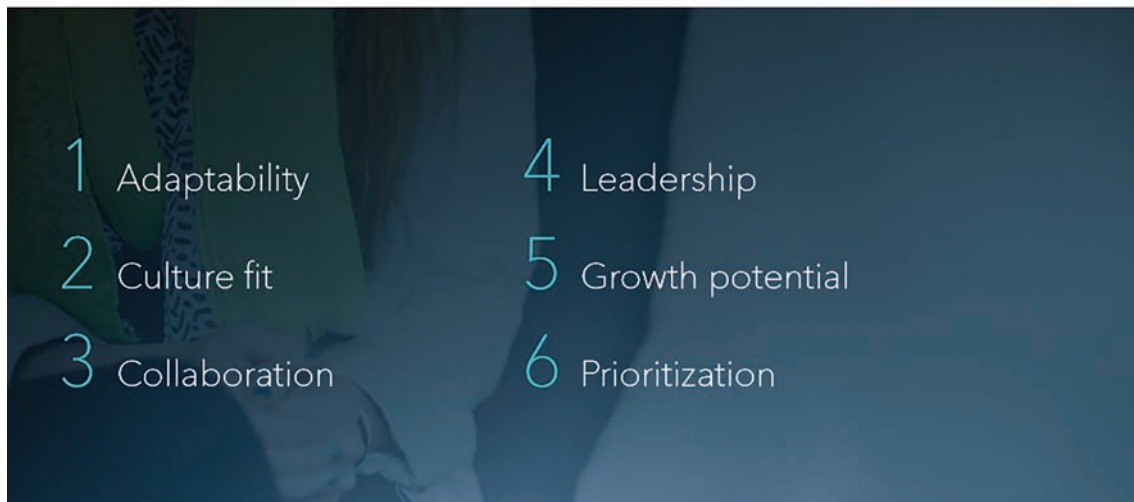 1 Adaptability
2 Culture fit
3 Collaboration
4 Leadership
5 Growth potential
6 Prioritization